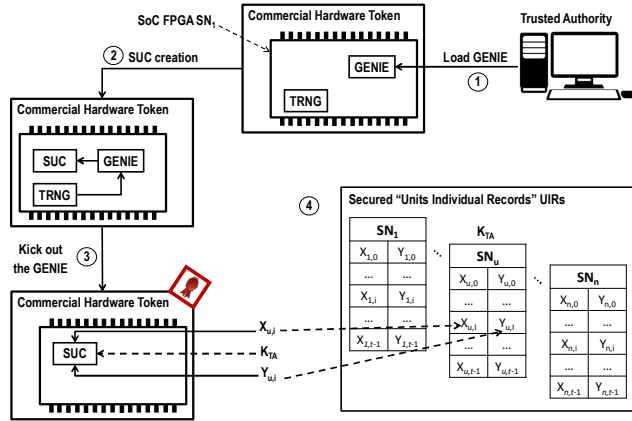 SoC FPGA SN1
Commercial Hardware Token
Trusted Authority
2
SUC creation
GENIE
Load GENIE
1
TRNG
Commercial Hardware Token
SUC
GENIE
TRNG
3
Kick out
the GENIE
Commercial Hardware Token
SUC
Xu,i
KTA
Yu,i
4
Secured “Units Individual Records” UIRs
SN1
X1,0 Y1,0
... ...
X1,i Y1,i
... ...
X1,t-1 Y1,t-1
..
KTA
SNu
Xu,0 Yu,0
... ...
Xu,I Yu,I
... ...
Xu,t-1 Yu,t-1
..
SNn
Xn,0 Yn,0
... ...
Xn,i Yn,i
... ...
Xn,t-1 Yn,t-1